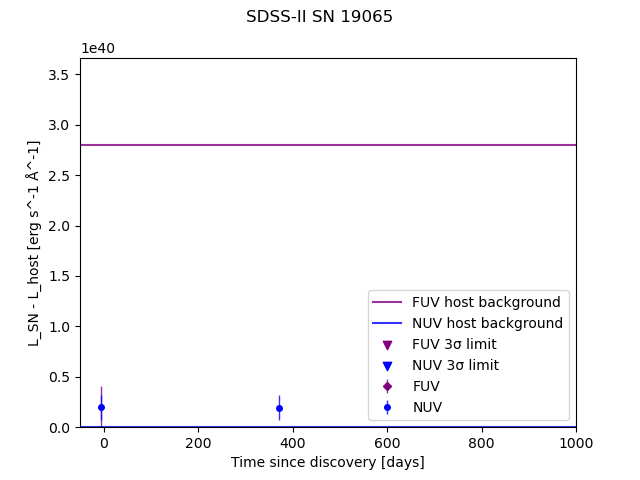 SDSS-II SN 19065
1e40
3.5
3.0
2.5
2.0
1.5
1.0
0.5
0.0
L_SN - L_host [erg s^-1 Å^-1]
FUV host background
NUV host background
FUV 3σ limit
NUV 3σ limit
FUV
NUV
0 200 400 600 800 1000
Time since discovery [days]